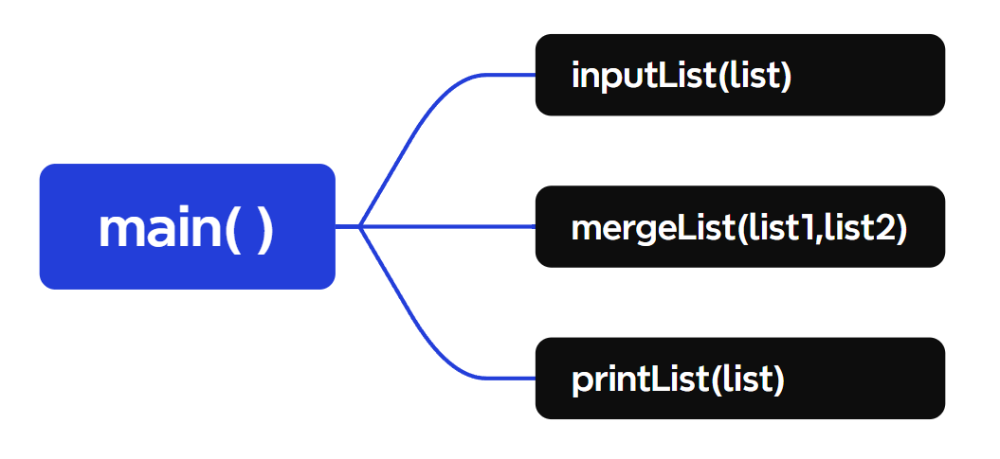 main( )
inputList(list)
mergeList(list1,list2)
printList(list)